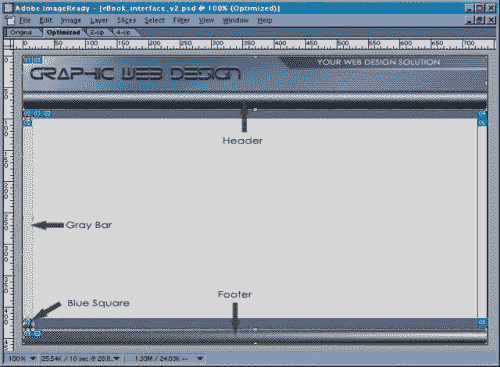 Adobe ImageReady - [eBook_interface_v2.psd @ 100% (Optimized)]
File Edit Image Layer Slices Select Filter View Window Help
Original Optimized 2-Up 4-Up
0 50 100 150 200 250 300 350 400 450 500 550 600 650 700
GRAPHIC WEB DESIGN
YOUR WEB DESIGN SOLUTION
Header
Gray Bar
Blue Square
Footer
100% 25.54K / 10 sec @ 28.8... 1.33M / 24.03K --